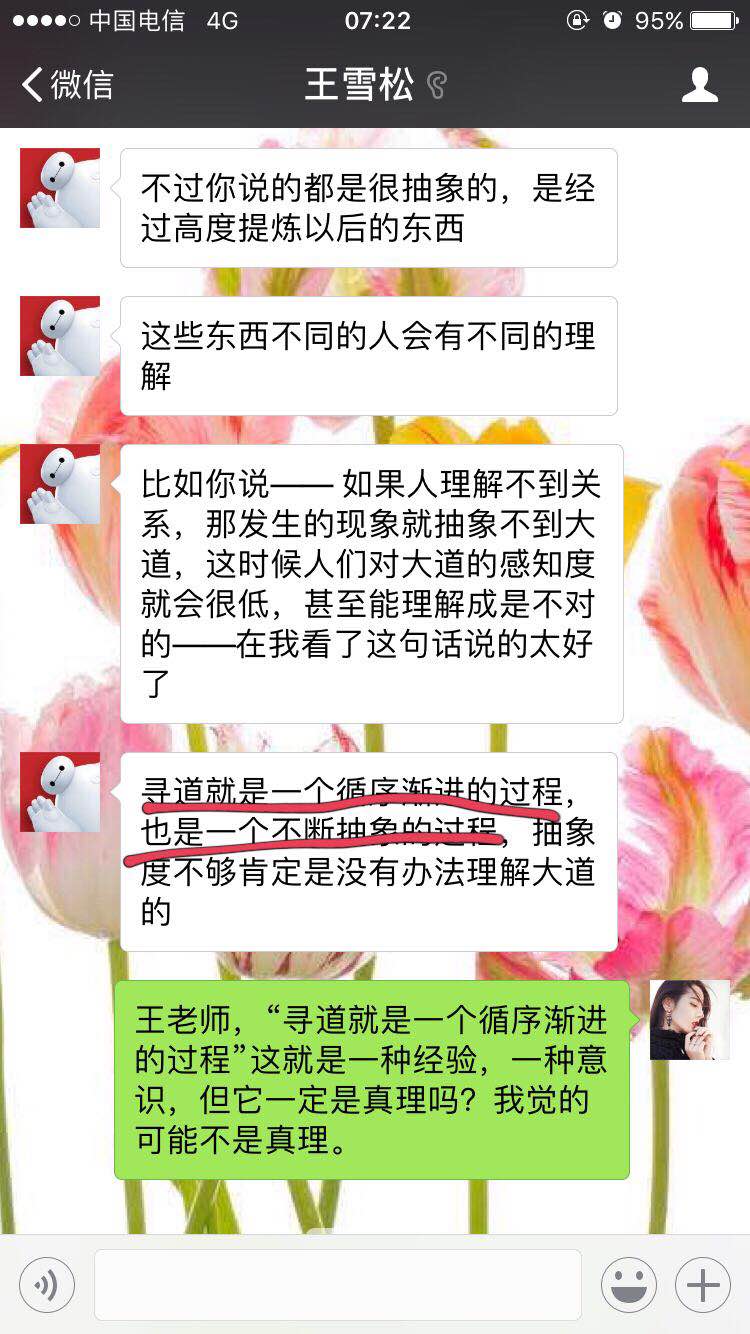 中国电信 4G 07:22 95%
微信 王雪松
不过你说的都是很抽象的，是经
过高度提炼以后的东西
这些东西不同的人会有不同的理
解
比如你说—— 如果人理解不到关
系，那发生的现象就抽象不到大
道，这时候人们对大道的感知度
就会很低，甚至能理解成是不对
的——在我看了这句话说的太好
了
寻道就是一个循序渐进的过程，
也是一个不断抽象的过程，抽象
度不够肯定是没有办法理解大道
的
王老师，“寻道就是一个循序渐进
的过程”这就是一种经验，一种意
识，但它一定是真理吗？我觉的
可能不是真理。